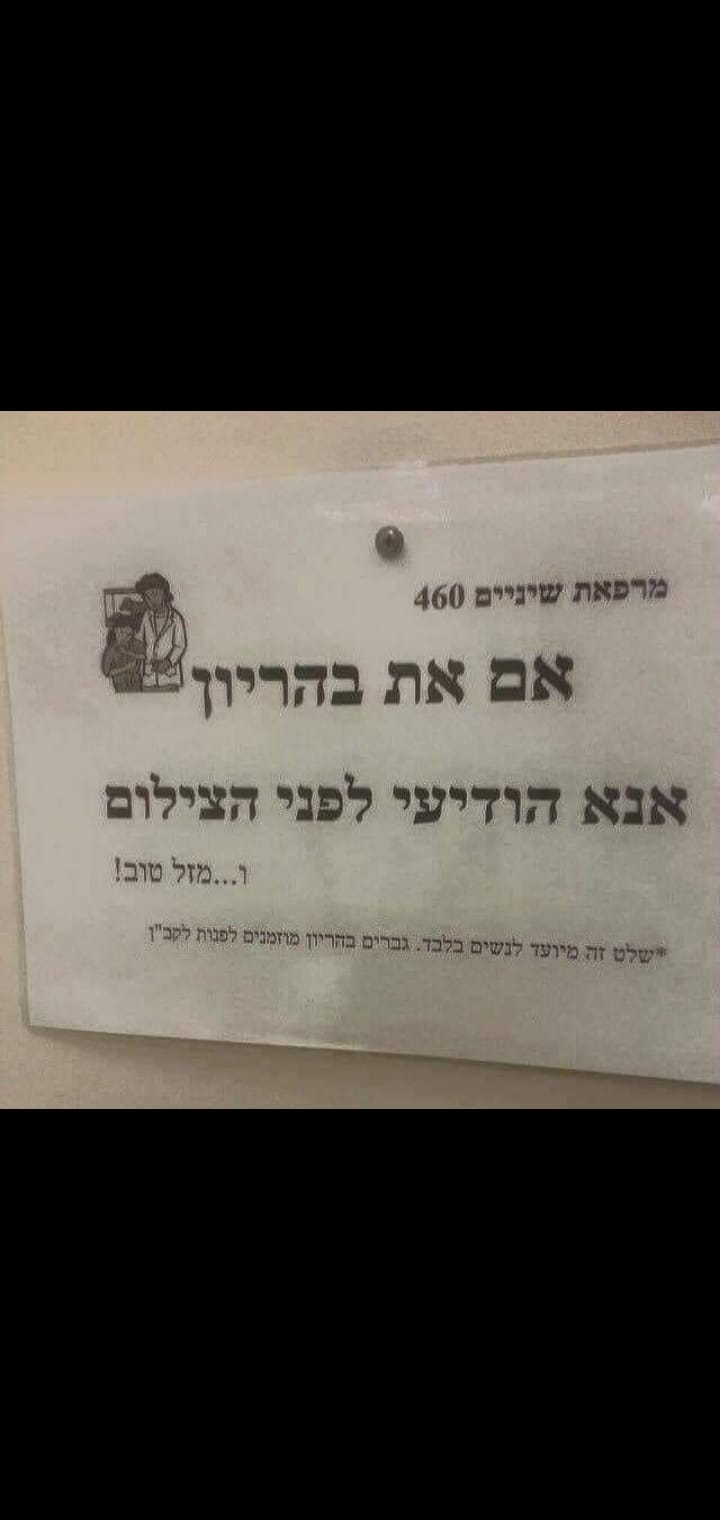 מרפאת שיניים 460
אם את בהריון
אנא הודיעי לפני הצילום
ו...מזל טוב!
*שלט זה מיועד לנשים בלבד. גברים בהריון מוזמנים לפנות לקב"ן